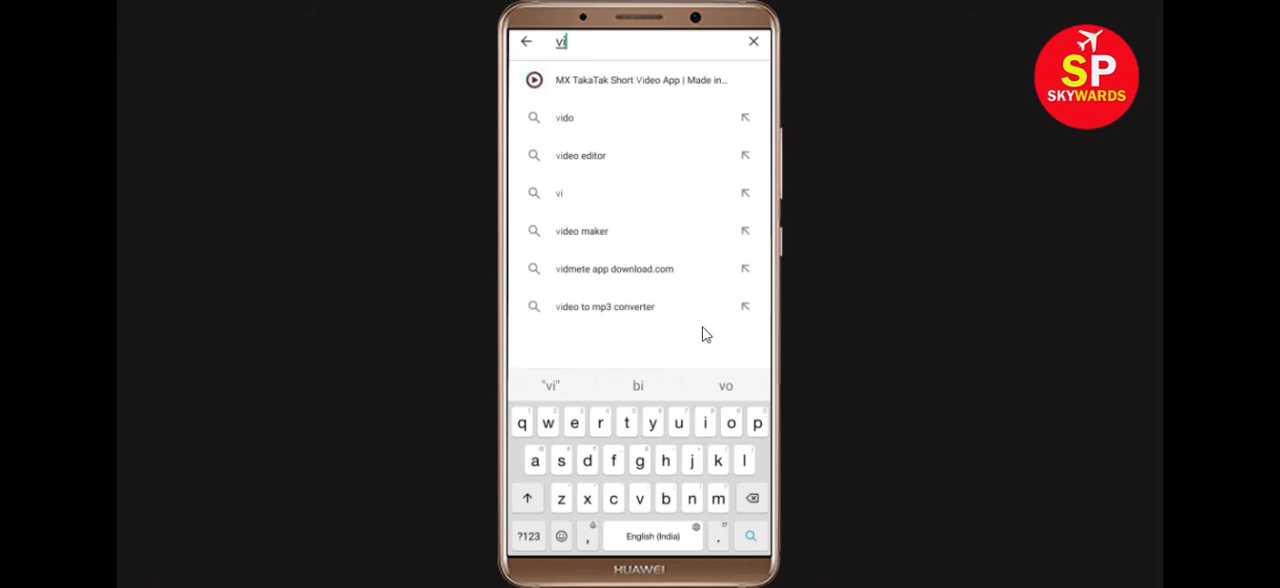 vi
MX TakaTak Short Video App | Made in...
vido
video editor
vi
video maker
vidmete app download.com
video to mp3 converter
"vi" bi vo
q w e r t y u i o p
a s d f g h j k l
z x c v b n m
?123 , English (India) .
HUAWEI
SP
SKYWARDS